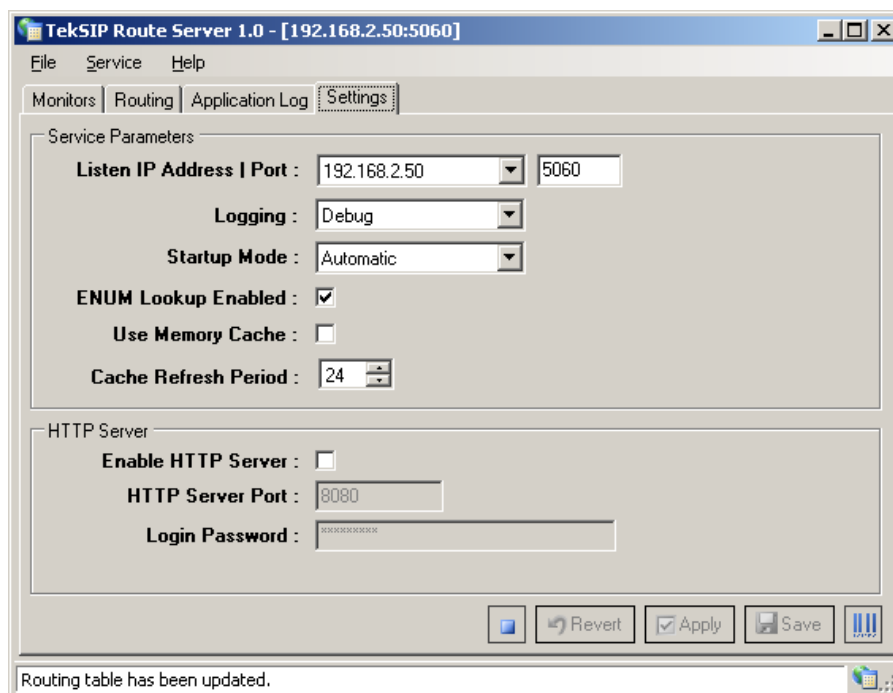 TekSIP Route Server 1.0 - [192.168.2.50:5060]
File Service Help
Monitors Routing Application Log Settings
Service Parameters
Listen IP Address | Port : 192.168.2.50 5060
Logging : Debug
Startup Mode : Automatic
ENUM Lookup Enabled :
Use Memory Cache :
Cache Refresh Period : 24
HTTP Server
Enable HTTP Server :
HTTP Server Port : 8080
Login Password : *********
Revert Apply Save
Routing table has been updated.